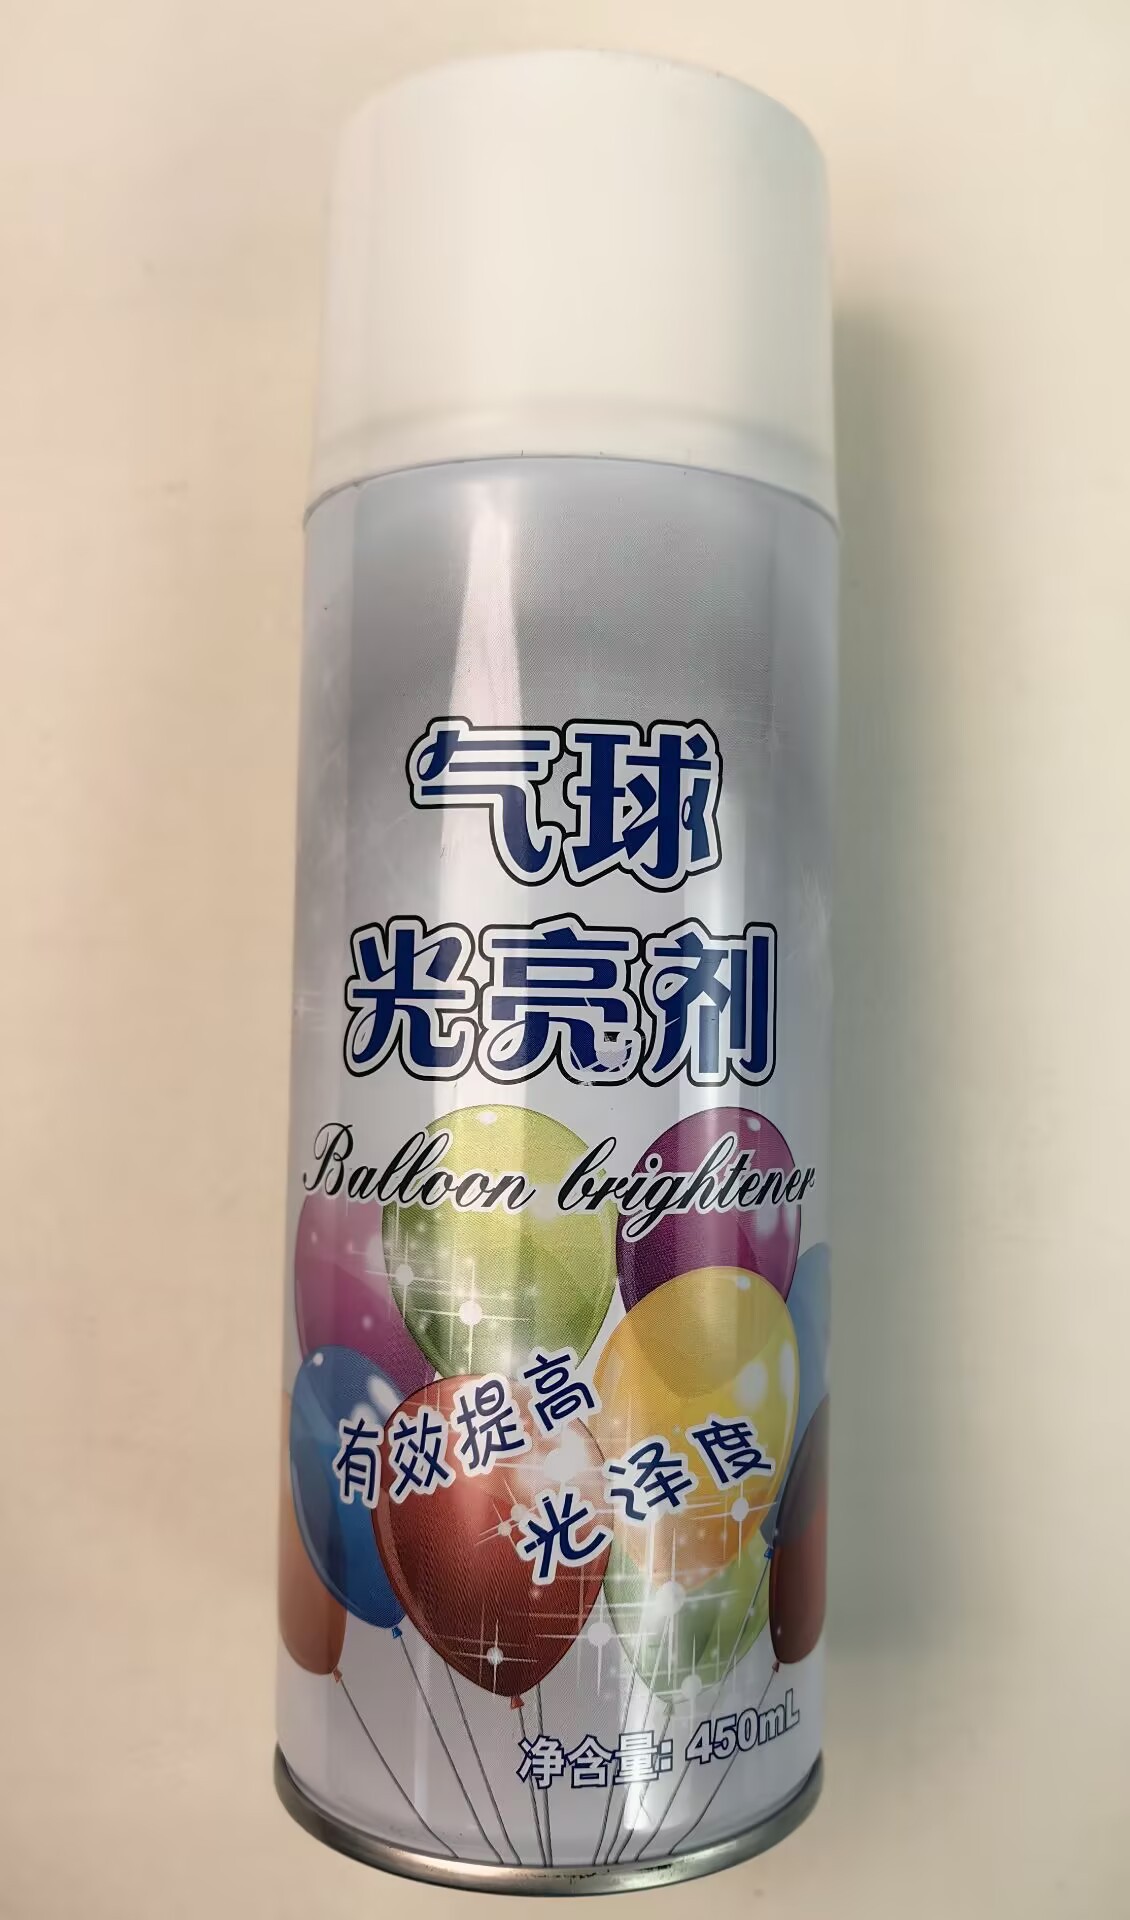 气球
光亮剂
Balloon brightener
有效提高
光泽度
净含量: 450mL